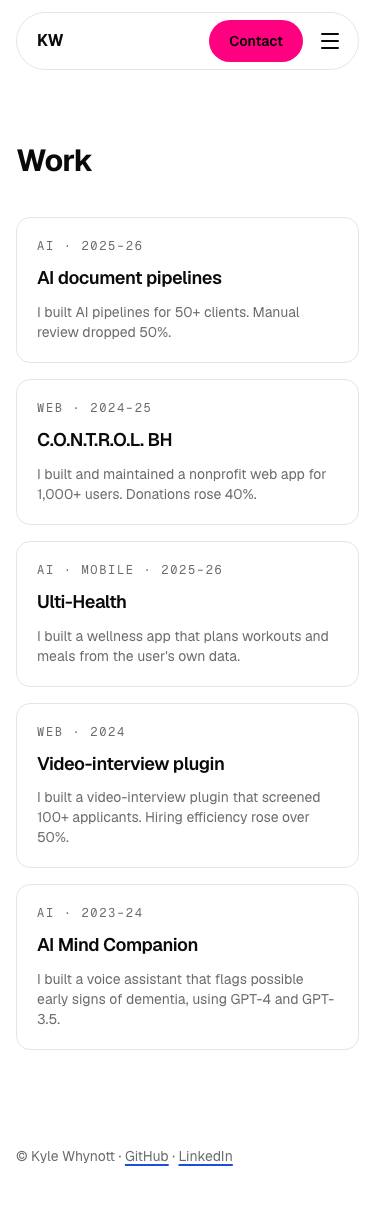 KW
Contact
Work
AI · 2025-26
AI document pipelines
I built AI pipelines for 50+ clients. Manual
review dropped 50%.
WEB · 2024-25
C.O.N.T.R.O.L. BH
I built and maintained a nonprofit web app for
1,000+ users. Donations rose 40%.
AI · MOBILE · 2025-26
Ulti-Health
I built a wellness app that plans workouts and
meals from the user's own data.
WEB · 2024
Video-interview plugin
I built a video-interview plugin that screened
100+ applicants. Hiring efficiency rose over
50%.
AI · 2023-24
AI Mind Companion
I built a voice assistant that flags possible
early signs of dementia, using GPT-4 and GPT-
3.5.
© Kyle Whynott · GitHub · LinkedIn